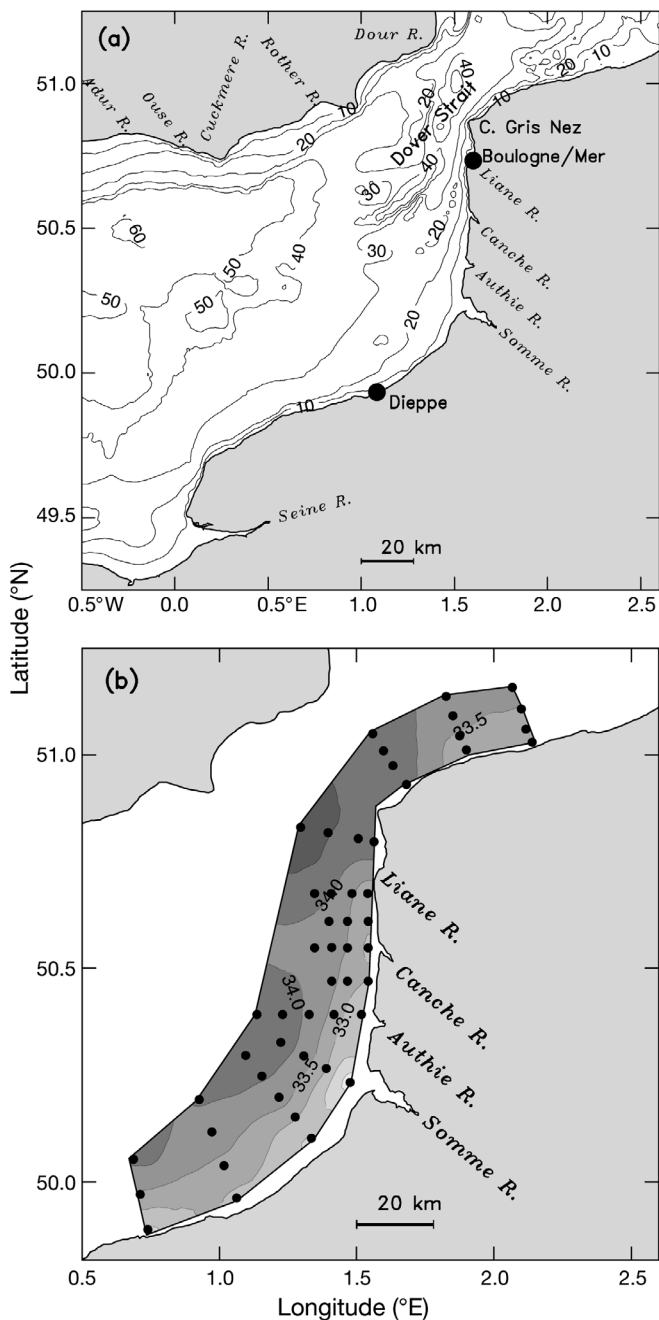 (a)
Dour R.
Rother R.
Cuckmere R.
Ouse R.
Adur R.
Dover Strait
C. Gris Nez
Boulogne/Mer
Liane R.
Canche R.
Authie R.
Somme R.
Dieppe
Seine R.
20 km
10
20
40
20
10
20
10
10
20
40
30
20
30
40
60
50
50
50
20
10
51.0
50.5
50.0
49.5
0.5°W
0.0
0.5°E
1.0
1.5
2.0
2.5
Latitude (°N)
(b)
33.5
34.0
34.0
33.0
33.5
Liane R.
Canche R.
Authie R.
Somme R.
20 km
51.0
50.5
50.0
0.5
1.0
1.5
2.0
2.5
Longitude (°E)